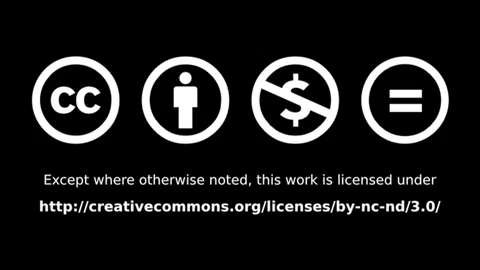 cc
$
=
Except where otherwise noted, this work is licensed under
http://creativecommons.org/licenses/by-nc-nd/3.0/